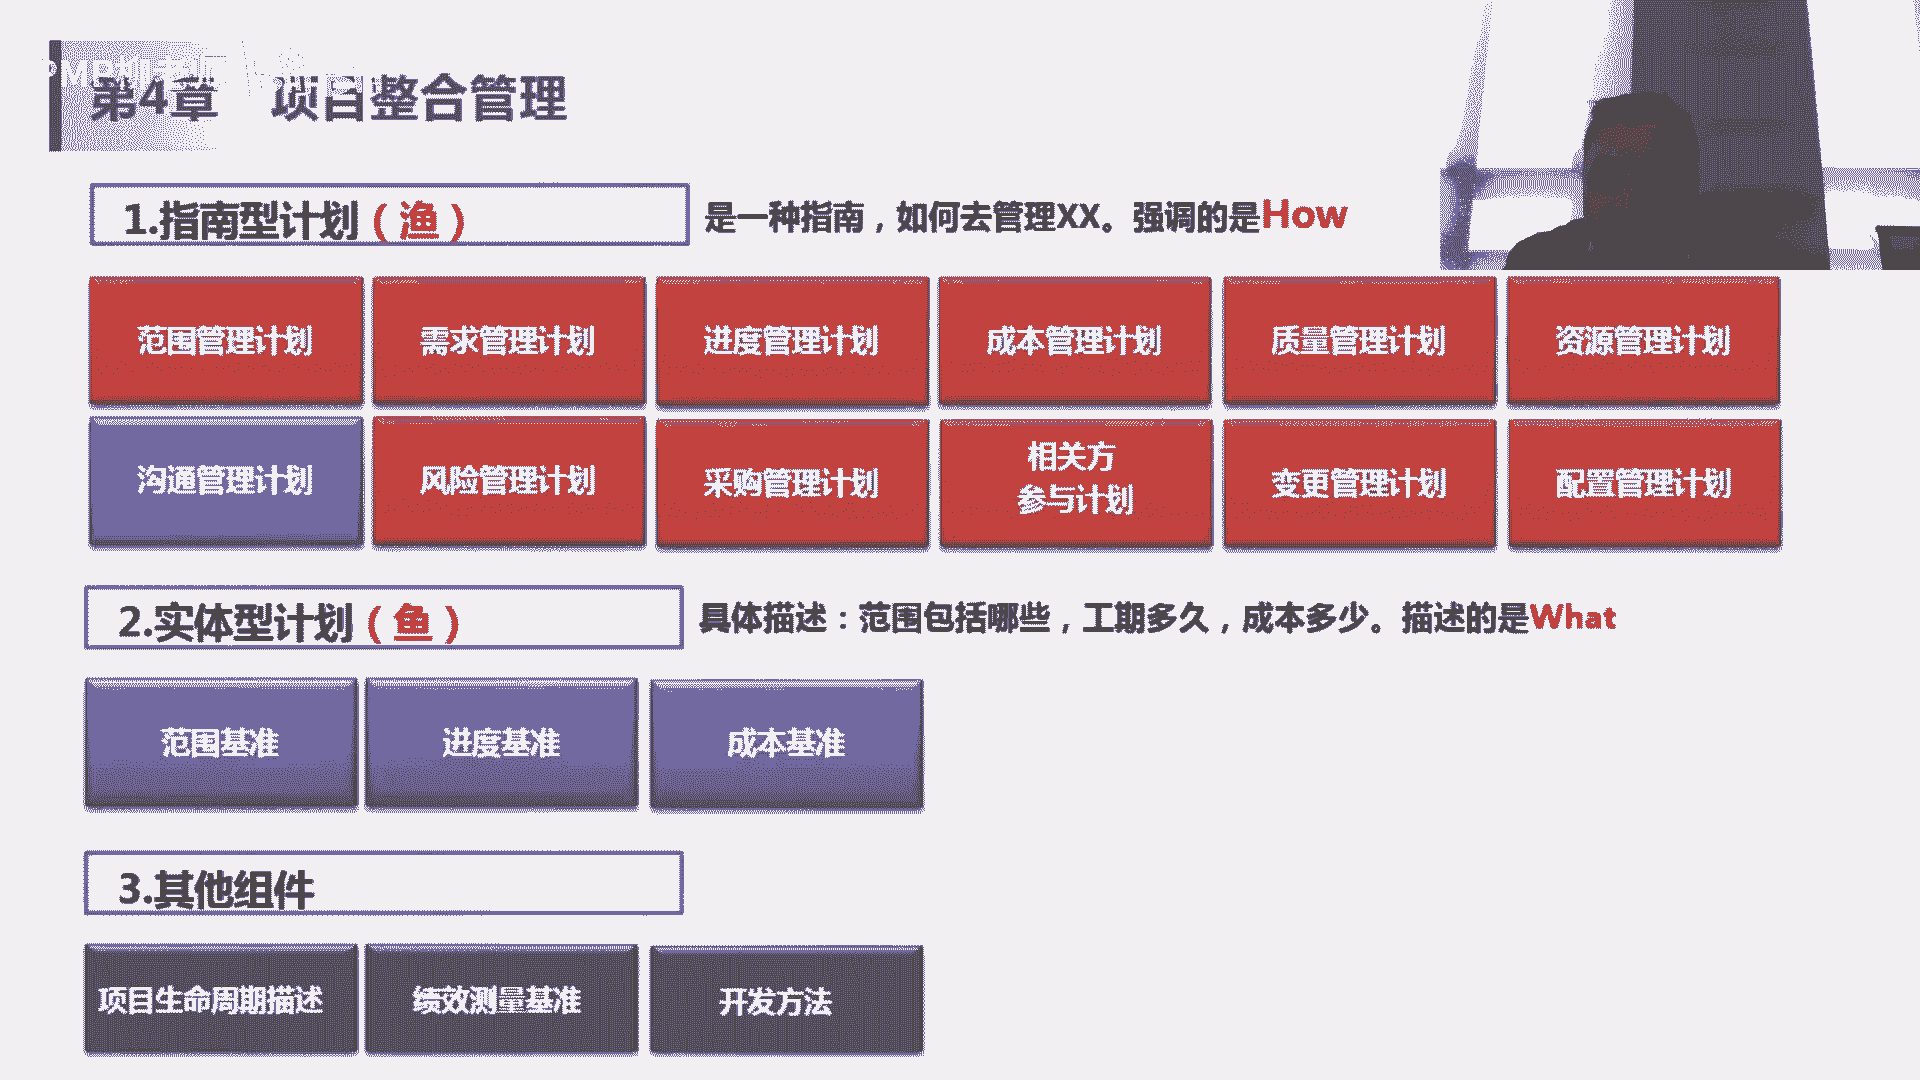 第4章 项目整合管理
1.指南型计划（渔）
是一种指南，如何去管理XX。强调的是How
范围管理计划
需求管理计划
进度管理计划
成本管理计划
质量管理计划
资源管理计划
沟通管理计划
风险管理计划
采购管理计划
相关方
参与计划
变更管理计划
配置管理计划
2.实体型计划（鱼）
具体描述：范围包括哪些，工期多久，成本多少。描述的是What
范围基准
进度基准
成本基准
3.其他组件
项目生命周期描述
绩效测量基准
开发方法